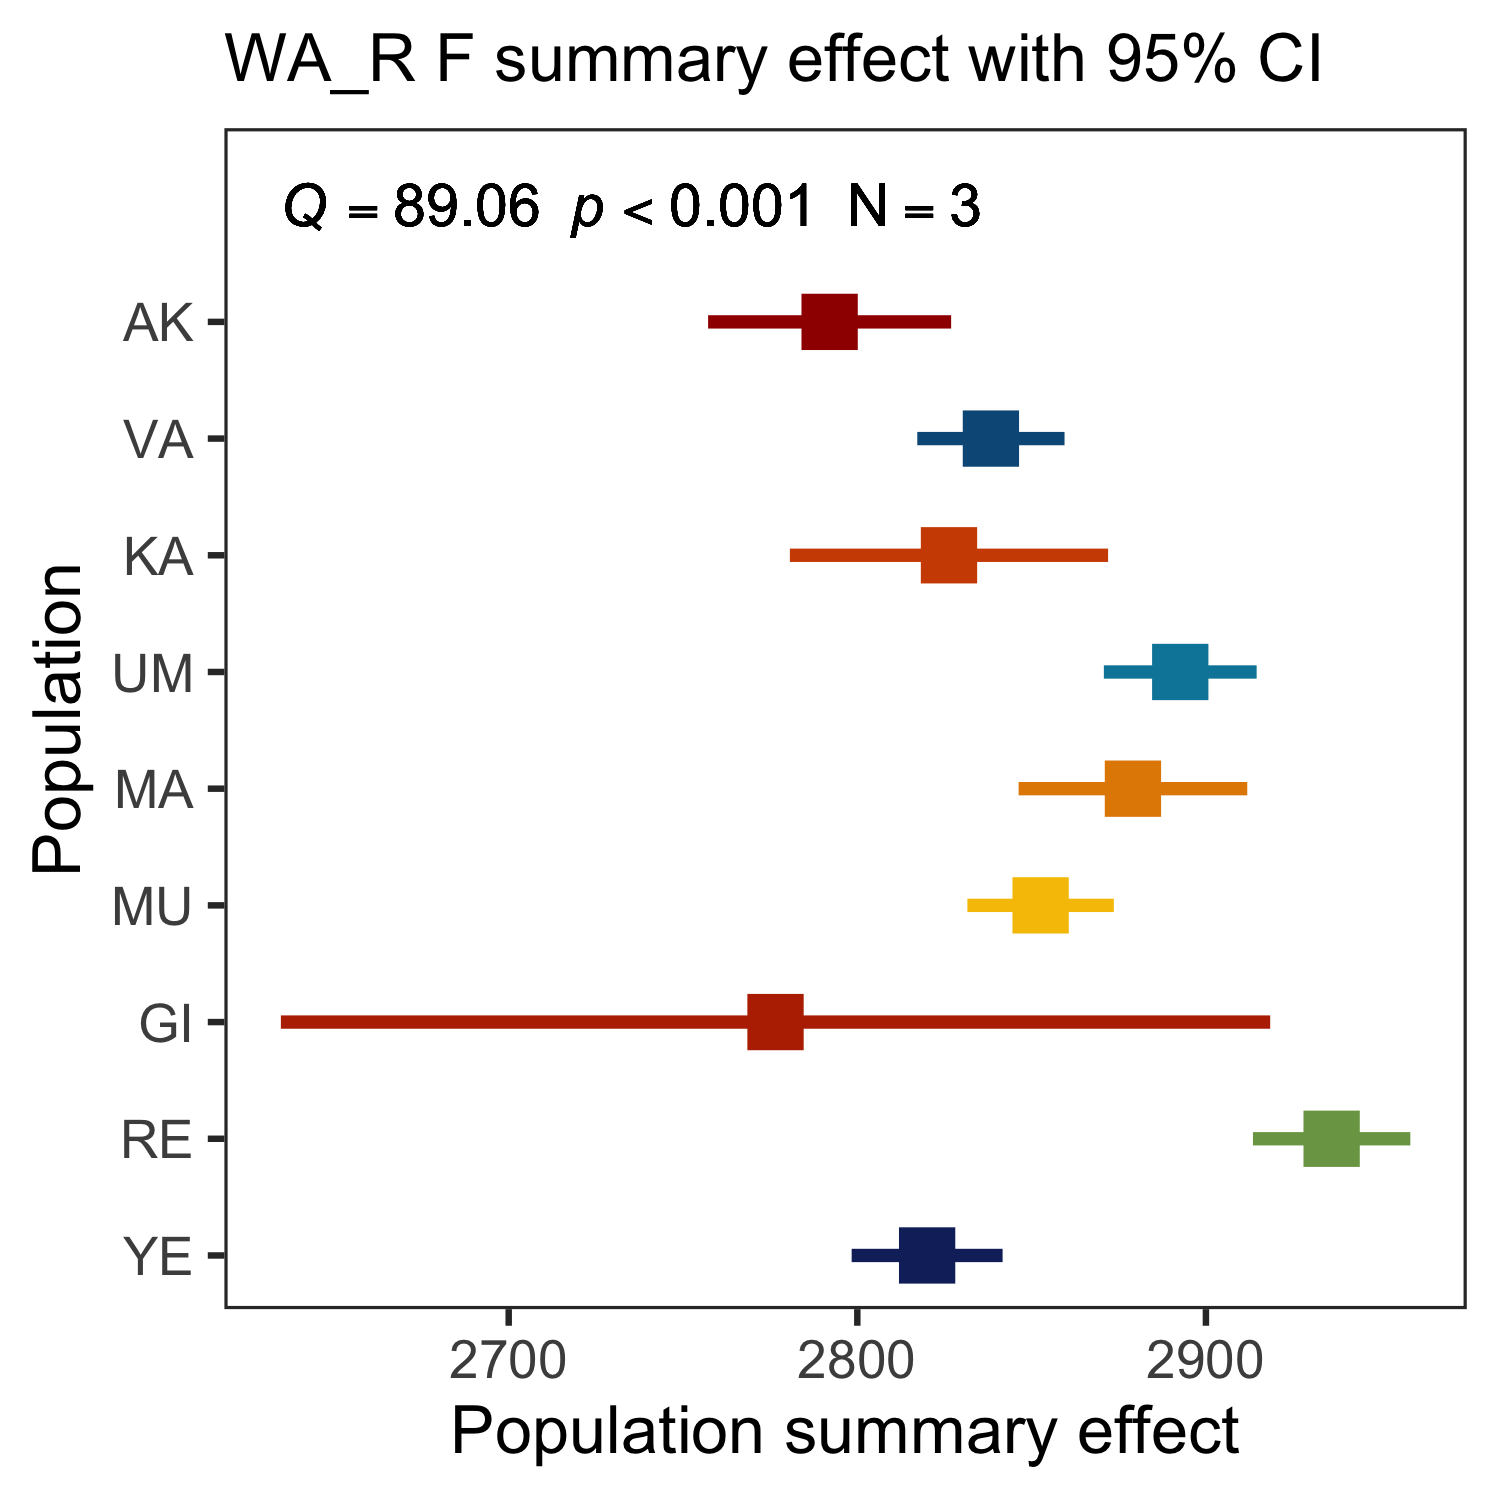 WA_R F summary effect with 95% CI
Q = 89.06 p < 0.001 N = 3
AK
VA
KA
UM
MA
MU
GI
RE
YE
Population
2700 2800 2900
Population summary effect